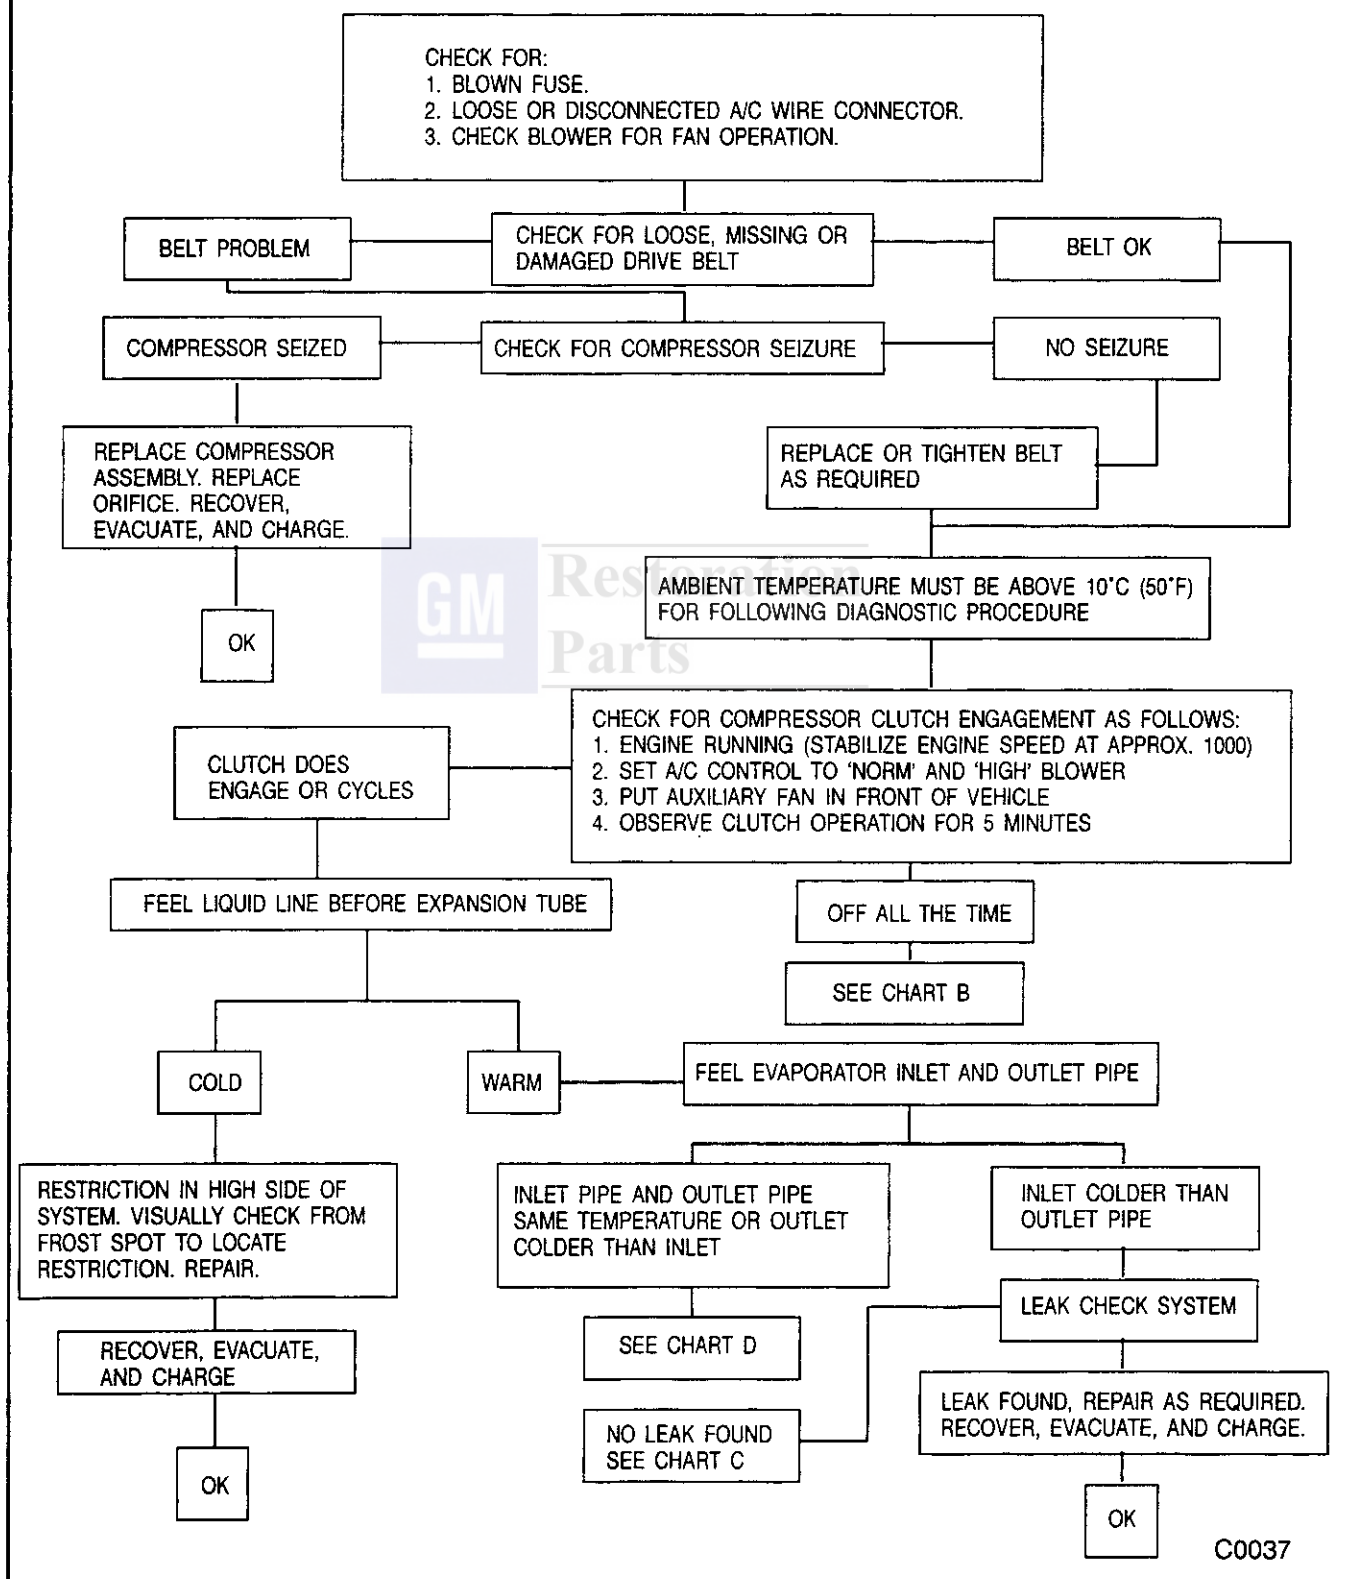 CHECK FOR:
1. BLOWN FUSE.
2. LOOSE OR DISCONNECTED A/C WIRE CONNECTOR.
3. CHECK BLOWER FOR FAN OPERATION.
BELT PROBLEM
CHECK FOR LOOSE, MISSING OR
DAMAGED DRIVE BELT
BELT OK
COMPRESSOR SEIZED
CHECK FOR COMPRESSOR SEIZURE
NO SEIZURE
REPLACE COMPRESSOR
ASSEMBLY. REPLACE
ORIFICE. RECOVER,
EVACUATE, AND CHARGE.
REPLACE OR TIGHTEN BELT
AS REQUIRED
GM
Restoration
Parts
AMBIENT TEMPERATURE MUST BE ABOVE 10°C (50°F)
FOR FOLLOWING DIAGNOSTIC PROCEDURE
OK
CHECK FOR COMPRESSOR CLUTCH ENGAGEMENT AS FOLLOWS:
1. ENGINE RUNNING (STABILIZE ENGINE SPEED AT APPROX. 1000)
2. SET A/C CONTROL TO 'NORM' AND 'HIGH' BLOWER
3. PUT AUXILIARY FAN IN FRONT OF VEHICLE
4. OBSERVE CLUTCH OPERATION FOR 5 MINUTES
CLUTCH DOES
ENGAGE OR CYCLES
FEEL LIQUID LINE BEFORE EXPANSION TUBE
OFF ALL THE TIME
SEE CHART B
COLD
WARM
FEEL EVAPORATOR INLET AND OUTLET PIPE
RESTRICTION IN HIGH SIDE OF
SYSTEM. VISUALLY CHECK FROM
FROST SPOT TO LOCATE
RESTRICTION. REPAIR.
INLET PIPE AND OUTLET PIPE
SAME TEMPERATURE OR OUTLET
COLDER THAN INLET
INLET COLDER THAN
OUTLET PIPE
LEAK CHECK SYSTEM
RECOVER, EVACUATE,
AND CHARGE
SEE CHART D
LEAK FOUND, REPAIR AS REQUIRED.
RECOVER, EVACUATE, AND CHARGE.
NO LEAK FOUND
SEE CHART C
OK
OK
C0037